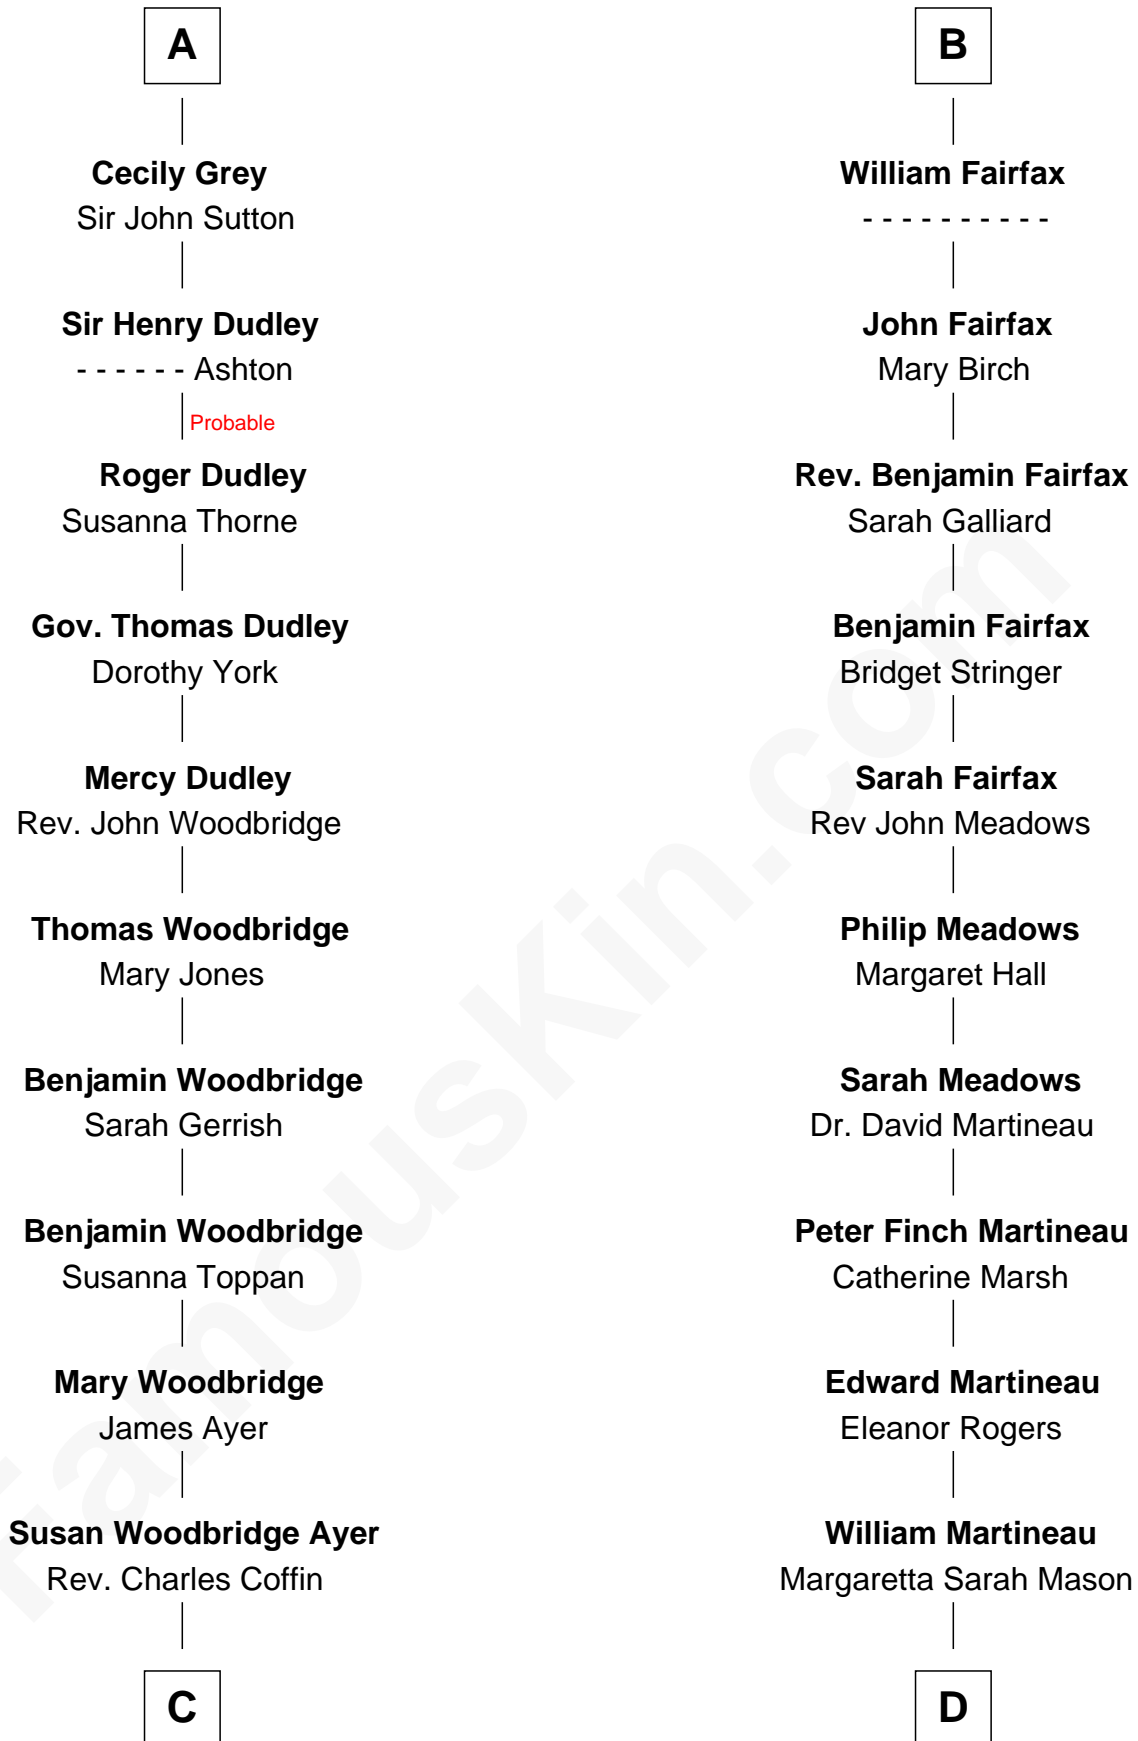 A
Cecily Grey
Sir John Sutton
Sir Henry Dudley
- - - - - - Ashton
Probable
Roger Dudley
Susanna Thorne
Gov. Thomas Dudley
Dorothy York
Mercy Dudley
Rev. John Woodbridge
Thomas Woodbridge
Mary Jones
Benjamin Woodbridge
Sarah Gerrish
Benjamin Woodbridge
Susanna Toppan
Mary Woodbridge
James Ayer
Susan Woodbridge Ayer
Rev. Charles Coffin
C
B
William Fairfax
- - - - - - - - - -
John Fairfax
Mary Birch
Rev. Benjamin Fairfax
Sarah Galliard
Benjamin Fairfax
Bridget Stringer
Sarah Fairfax
Rev John Meadows
Philip Meadows
Margaret Hall
Sarah Meadows
Dr. David Martineau
Peter Finch Martineau
Catherine Marsh
Edward Martineau
Eleanor Rogers
William Martineau
Margaretta Sarah Mason
D
FamousKin.com